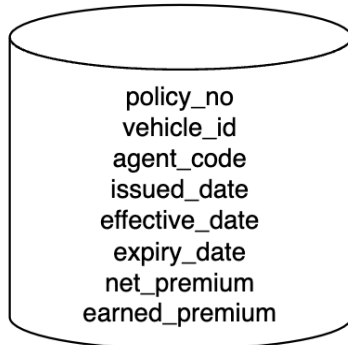 policy_no
vehicle_id
agent_code
issued_date
effective_date
expiry_date
net_premium
earned_premium